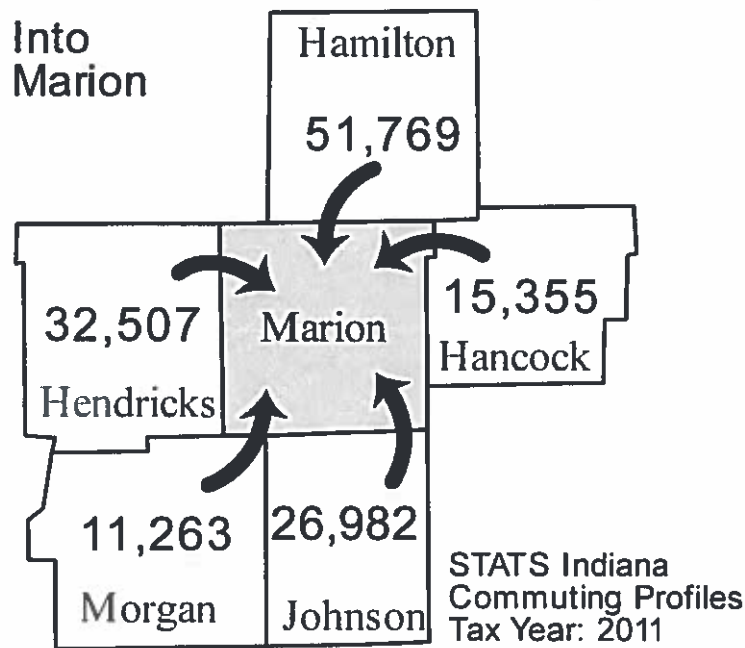 Into
Marion
Hamilton
51,769
32,507
Hendricks
Marion
15,355
Hancock
11,263
Morgan
26,982
Johnson
STATS Indiana
Commuting Profiles
Tax Year: 2011